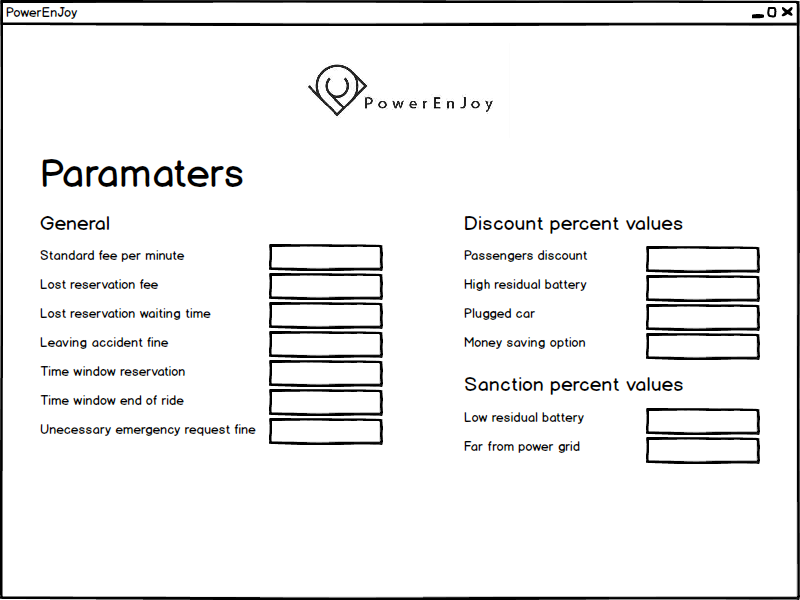 PowerEnJoy
PowerEnJoy
Paramaters
General
Standard fee per minute
Lost reservation fee
Lost reservation waiting time
Leaving accident fine
Time window reservation
Time window end of ride
Unecessary emergency request fine
Discount percent values
Passengers discount
High residual battery
Plugged car
Money saving option
Sanction percent values
Low residual battery
Far from power grid